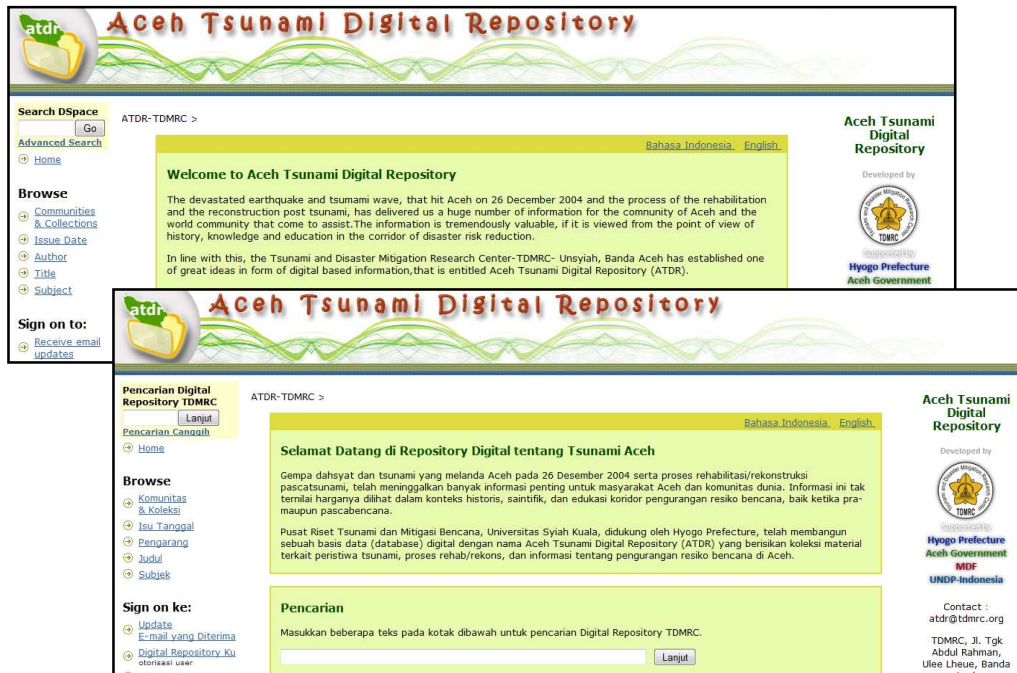 atdr
Aceh Tsunami Digital Repository
Search DSpace
Go
Advanced Search
Home
Browse
Communities
& Collections
Issue Date
Author
Title
Subject
Sign on to:
Receive email
updates
ATDR-TDMRC >
Bahasa Indonesia English
Welcome to Aceh Tsunami Digital Repository
The devastated earthquake and tsumami wave, that hit Aceh on 26 December 2004 and the process of the rehabilitation
and the reconstruction post tsunami, has delivered us a huge number of information for the comnunity of Aceh and the
world community that come to assist.The information is tremendously valuable, if it is viewed from the point of view of
history, knowledge and education in the corridor of disaster risk reduction.
In line with this, the Tsunami and Disaster Mitigation Research Center-TDMRC- Unsyiah, Banda Aceh has established one
of great ideas in form of digital based information,that is entitled Aceh Tsunami Digital Repository (ATDR).
Aceh Tsunami
Digital
Repository
Developed by
TDMRC
Supported by
Hyogo Prefecture
Aceh Government
atdr
Aceh Tsunami Digital Repository
Pencarian Digital
Repository TDMRC
Lanjut
Pencarian Canggih
Home
Browse
Komunitas
& Koleksi
Isu Tanggal
Pengarang
Judul
Subjek
Sign on ke:
Update
E-mail yang Diterima
Digital Repository Ku
otorisasi user
ATDR-TDMRC >
Bahasa Indonesia English
Selamat Datang di Repository Digital tentang Tsunami Aceh
Gempa dahsyat dan tsunami yang melanda Aceh pada 26 Desember 2004 serta proses rehabilitasi/rekonstruksi
pascatsunami, telah meninggalkan banyak informasi penting untuk masyarakat Aceh dan komunitas dunia. Informasi ini tak
ternilai harganya dilihat dalam konteks historis, saintifik, dan edukasi koridor pengurangan resiko bencana, baik ketika pra-
maupun pascabencana.
Pusat Riset Tsunami dan Mitigasi Bencana, Universitas Syiah Kuala, didukung oleh Hyogo Prefecture, telah membangun
sebuah basis data (database) digital dengan nama Aceh Tsunami Digital Repository (ATDR) yang berisikan koleksi material
terkait peristiwa tsunami, proses rehab/rekons, dan informasi tentang pengurangan resiko bencana di Aceh.
Pencarian
Masukkan beberapa teks pada kotak dibawah untuk pencarian Digital Repository TDMRC.
Lanjut
Aceh Tsunami
Digital
Repository
Developed by
TDMRC
Supported by
Hyogo Prefecture
Aceh Government
MDF
UNDP-Indonesia
Contact :
atdr@tdmrc.org
TDMRC, Jl. Tgk
Abdul Rahman,
Ulee Lheue, Banda